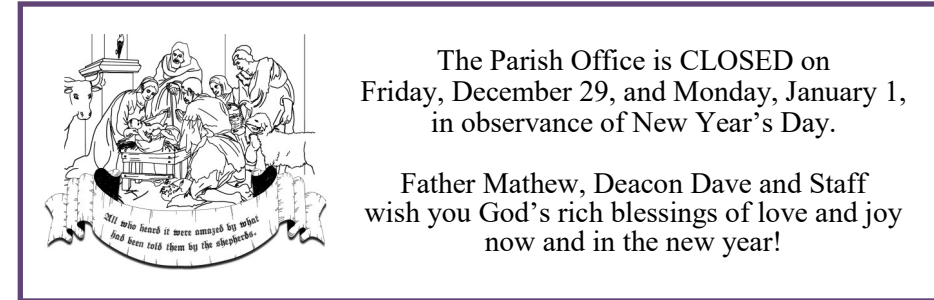 The Parish Office is CLOSED on
Friday, December 29, and Monday, January 1,
in observance of New Year’s Day.
Father Mathew, Deacon Dave and Staff
wish you God’s rich blessings of love and joy
now and in the new year!
All who heard it were amazed by what
had been told them by the shepherds.